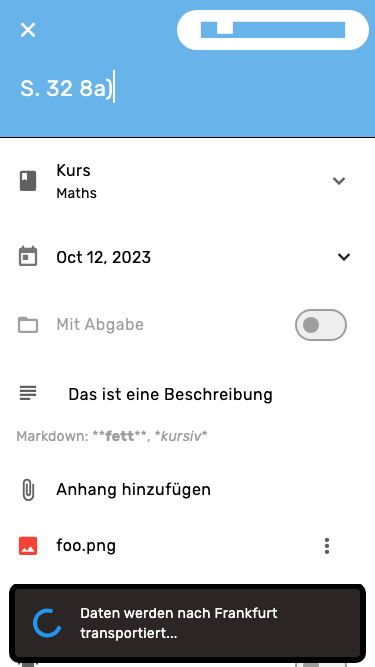 S. 32 8a)
Kurs
Maths
Oct 12, 2023
Mit Abgabe
Das ist eine Beschreibung
Markdown: **fett**, *kursiv*
Anhang hinzufügen
foo.png
Daten werden nach Frankfurt
transportiert...